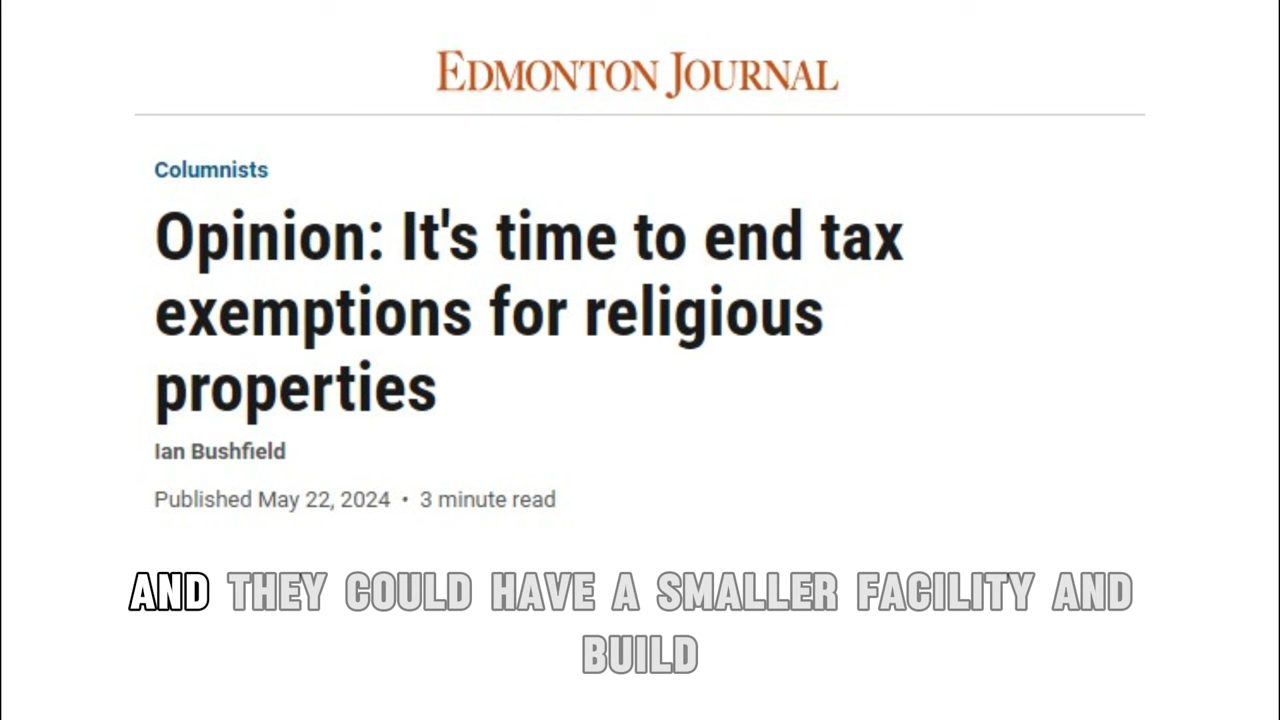 EDMONTON JOURNAL
Columnists
Opinion: It's time to end tax
exemptions for religious
properties
Ian Bushfield
Published May 22, 2024 • 3 minute read
AND THEY COULD HAVE A SMALLER FACILITY AND
BUILD